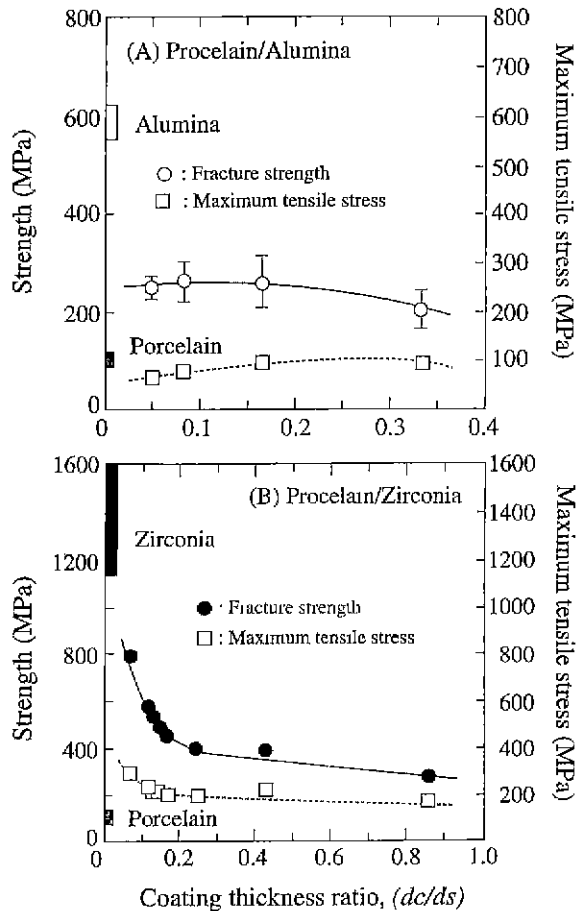 (A) Procelain/Alumina
Strength (MPa)
800
600
400
200
0
Alumina
: Fracture strength
: Maximum tensile stress
Porcelain
800
700
600
500
400
300
200
100
Maximum tensile stress (MPa)
0
0.1
0.2
0.3
0.4
(B) Procelain/Zirconia
Strength (MPa)
1600
1200
800
400
0
Zirconia
: Fracture strength
: Maximum tensile stress
Porcelain
1600
1400
1200
1000
800
600
400
200
Maximum tensile stress (MPa)
0
0.2
0.4
0.6
0.8
1.0
Coating thickness ratio, (dc/ds)